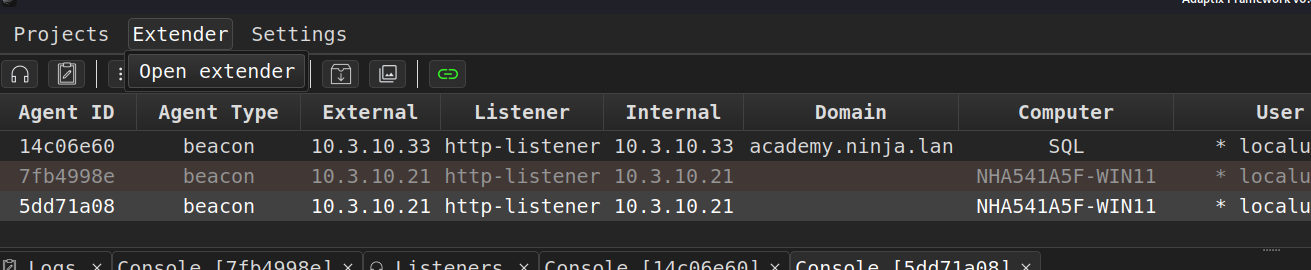 Adaptix Framework v0.
Projects Extender Settings
Open extender
Agent ID Agent Type External Listener Internal Domain Computer User
14c06e60 beacon 10.3.10.33 http-listener 10.3.10.33 academy.ninja.lan SQL * localu
7fb4998e beacon 10.3.10.21 http-listener 10.3.10.21 NHA541A5F-WIN11 * localu
5dd71a08 beacon 10.3.10.21 http-listener 10.3.10.21 NHA541A5F-WIN11 * localu
Logs × Console [7fb4998e] × Listeners × Console [14c06e60] × Console [5dd71a08] ×